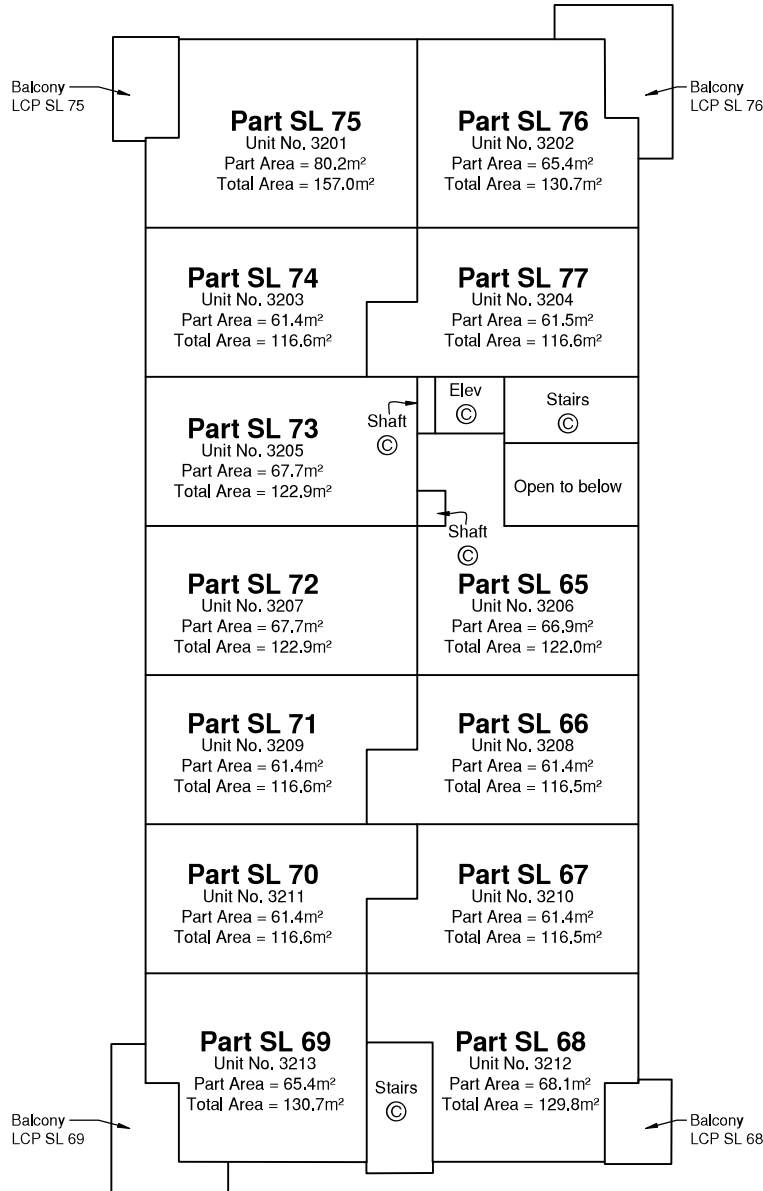 Balcony
LCP SL 75
Balcony
LCP SL 76
Part SL 75
Unit No. 3201
Part Area = 80.2m²
Total Area = 157.0m²
Part SL 76
Unit No. 3202
Part Area = 65.4m²
Total Area = 130.7m²
Part SL 74
Unit No. 3203
Part Area = 61.4m²
Total Area = 116.6m²
Part SL 77
Unit No. 3204
Part Area = 61.5m²
Total Area = 116.6m²
Part SL 73
Unit No. 3205
Part Area = 67.7m²
Total Area = 122.9m²
Shaft
C
Elev
C
Stairs
C
Open to below
Shaft
C
Part SL 72
Unit No. 3207
Part Area = 67.7m²
Total Area = 122.9m²
Part SL 65
Unit No. 3206
Part Area = 66.9m²
Total Area = 122.0m²
Part SL 71
Unit No. 3209
Part Area = 61.4m²
Total Area = 116.6m²
Part SL 66
Unit No. 3208
Part Area = 61.4m²
Total Area = 116.5m²
Part SL 70
Unit No. 3211
Part Area = 61.4m²
Total Area = 116.6m²
Part SL 67
Unit No. 3210
Part Area = 61.4m²
Total Area = 116.5m²
Part SL 69
Unit No. 3213
Part Area = 65.4m²
Total Area = 130.7m²
Stairs
C
Part SL 68
Unit No. 3212
Part Area = 68.1m²
Total Area = 129.8m²
Balcony
LCP SL 69
Balcony
LCP SL 68